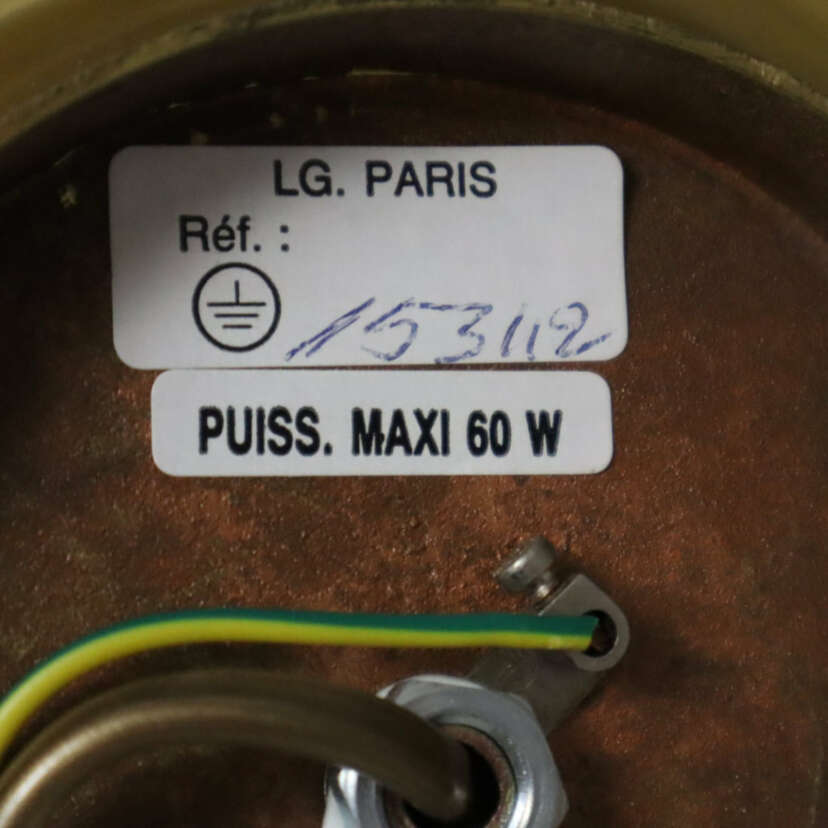 LG. PARIS
Réf. :
153112
PUISS. MAXI 60 W